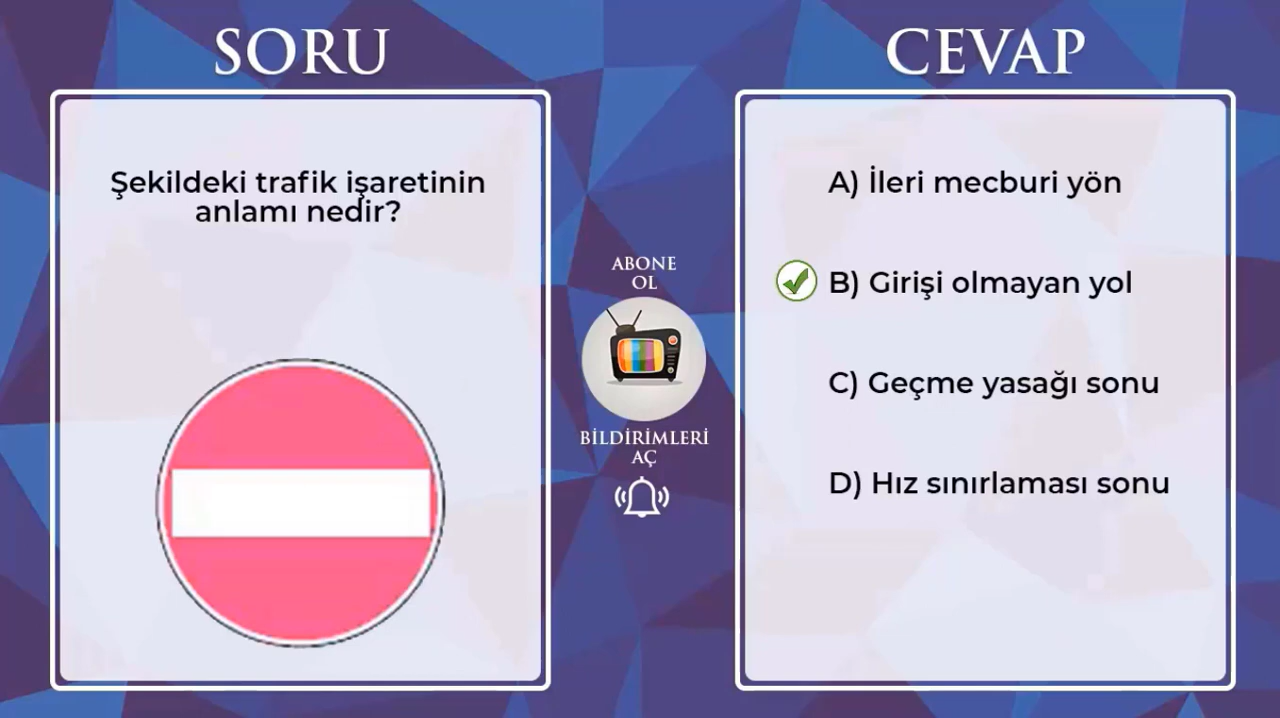 SORU
Şekildeki trafik işaretinin
anlamı nedir?
ABONE
OL
BİLDİRİMLERİ
AÇ
CEVAP
A) İleri mecburi yön
B) Girişi olmayan yol
C) Geçme yasağı sonu
D) Hız sınırlaması sonu